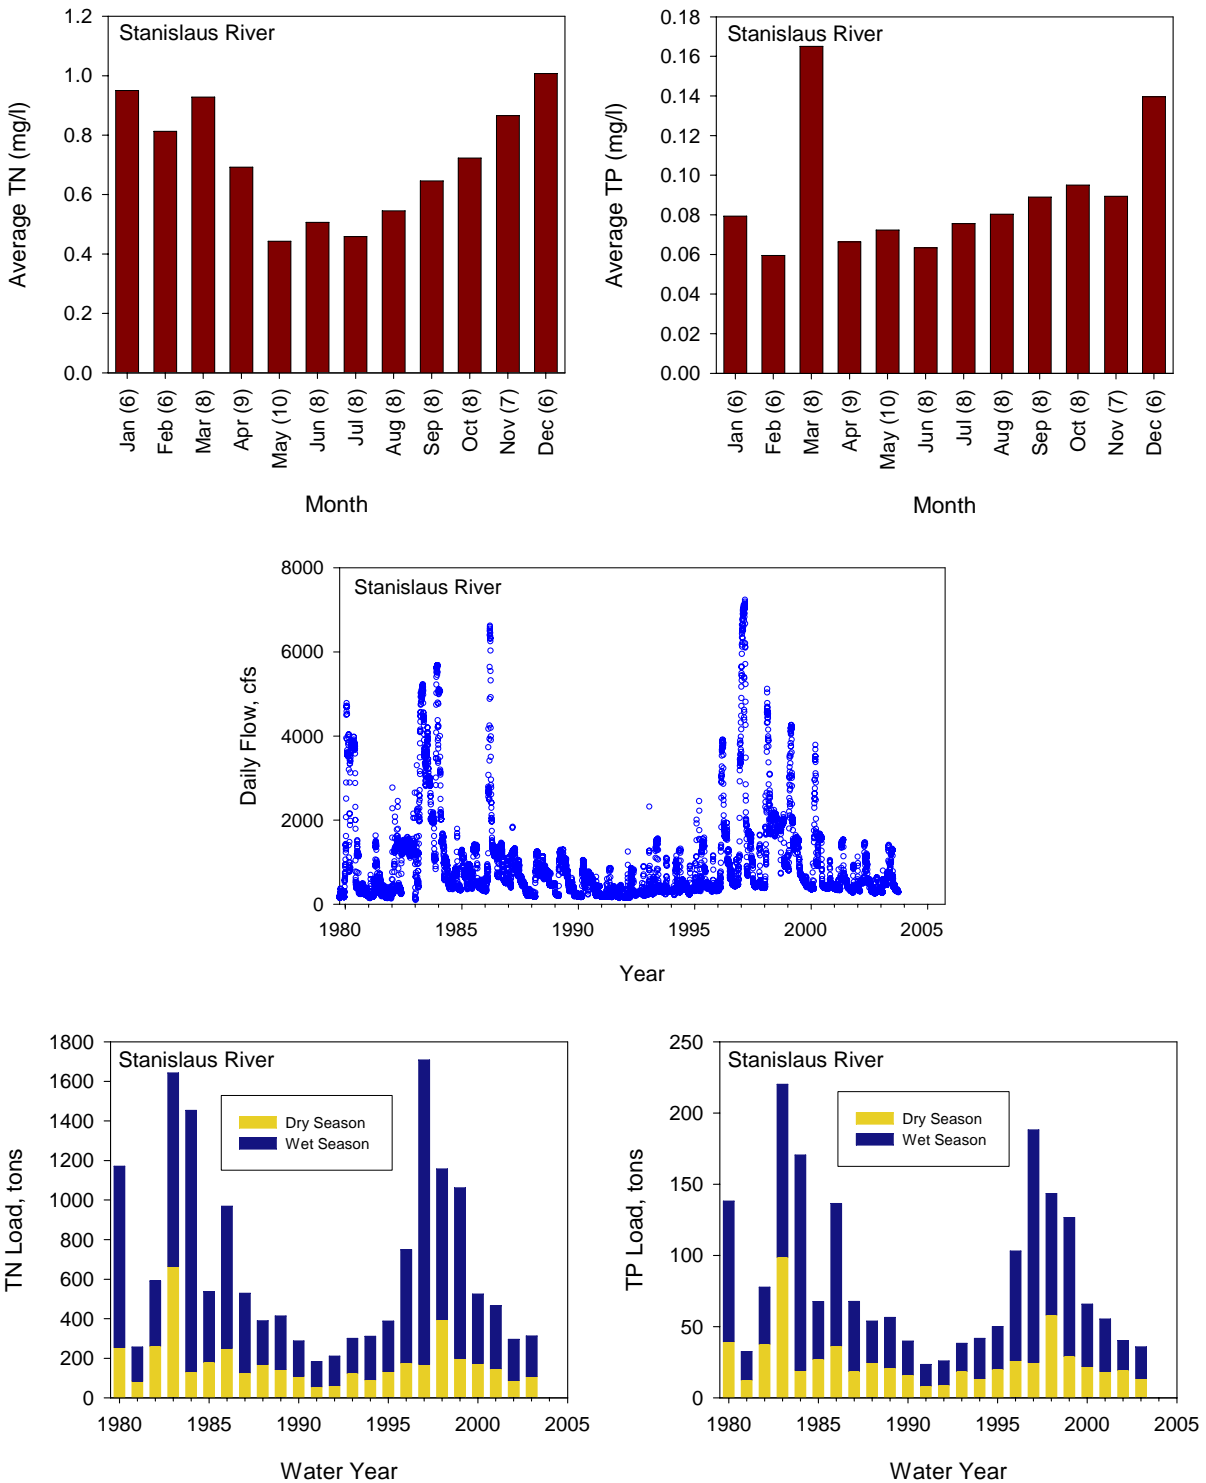 Stanislaus River
Average TN (mg/l)
1.2
1.0
0.8
0.6
0.4
0.2
0.0
Jan (6)
Feb (6)
Mar (8)
Apr (9)
May (10)
Jun (8)
Jul (8)
Aug (8)
Sep (8)
Oct (8)
Nov (7)
Dec (6)
Month
Stanislaus River
Average TP (mg/l)
0.18
0.16
0.14
0.12
0.10
0.08
0.06
0.04
0.02
0.00
Jan (6)
Feb (6)
Mar (8)
Apr (9)
May (10)
Jun (8)
Jul (8)
Aug (8)
Sep (8)
Oct (8)
Nov (7)
Dec (6)
Month
Stanislaus River
Daily Flow, cfs
8000
6000
4000
2000
0
1980 1985 1990 1995 2000 2005
Year
Stanislaus River
Dry Season
Wet Season
TN Load, tons
1800
1600
1400
1200
1000
800
600
400
200
0
1980 1985 1990 1995 2000 2005
Water Year
Stanislaus River
Dry Season
Wet Season
TP Load, tons
250
200
150
100
50
0
1980 1985 1990 1995 2000 2005
Water Year